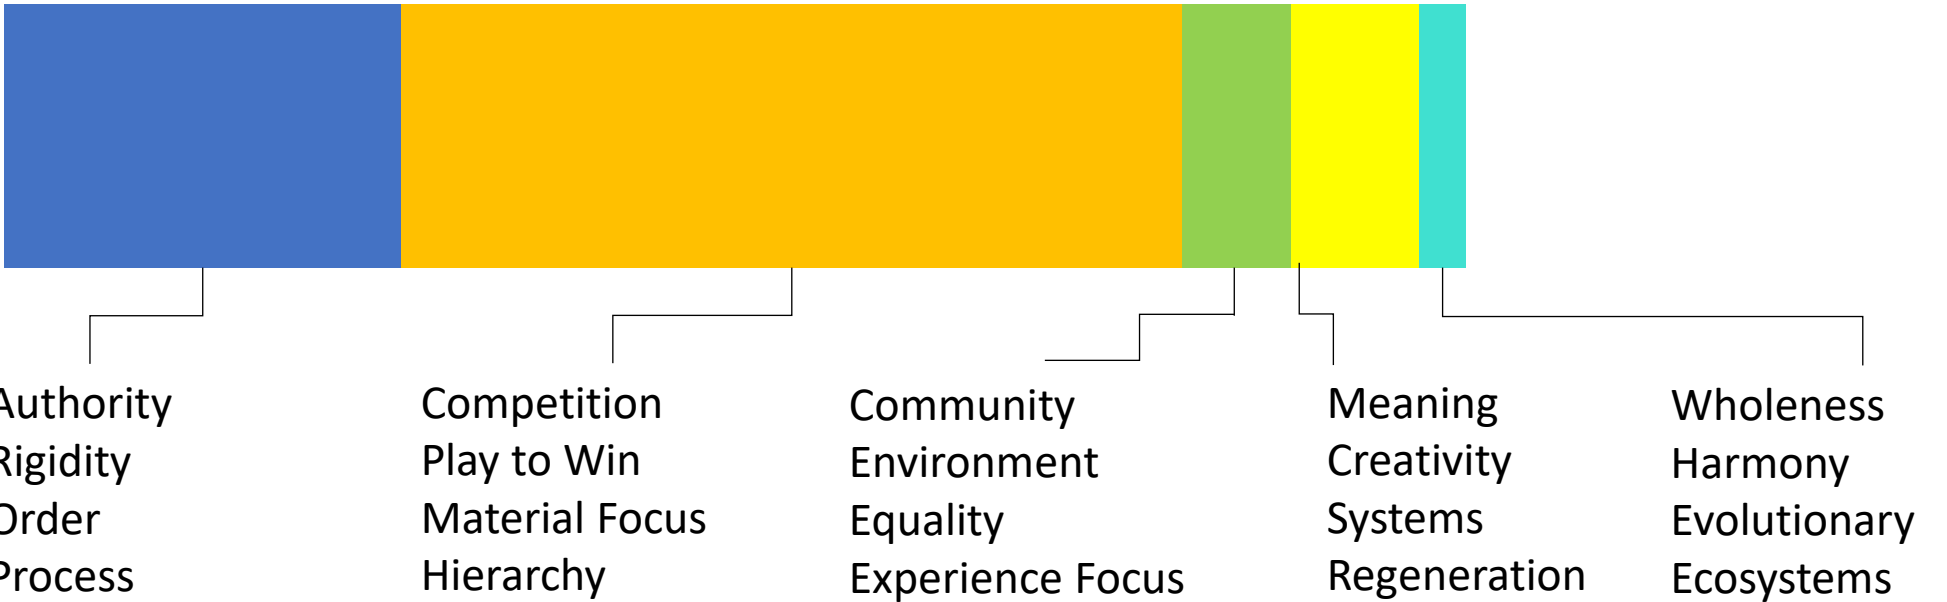 Authority
Rigidity
Order
Process
Competition
Play to Win
Material Focus
Hierarchy
Community
Environment
Equality
Experience Focus
Meaning
Creativity
Systems
Regeneration
Wholeness
Harmony
Evolutionary
Ecosystems